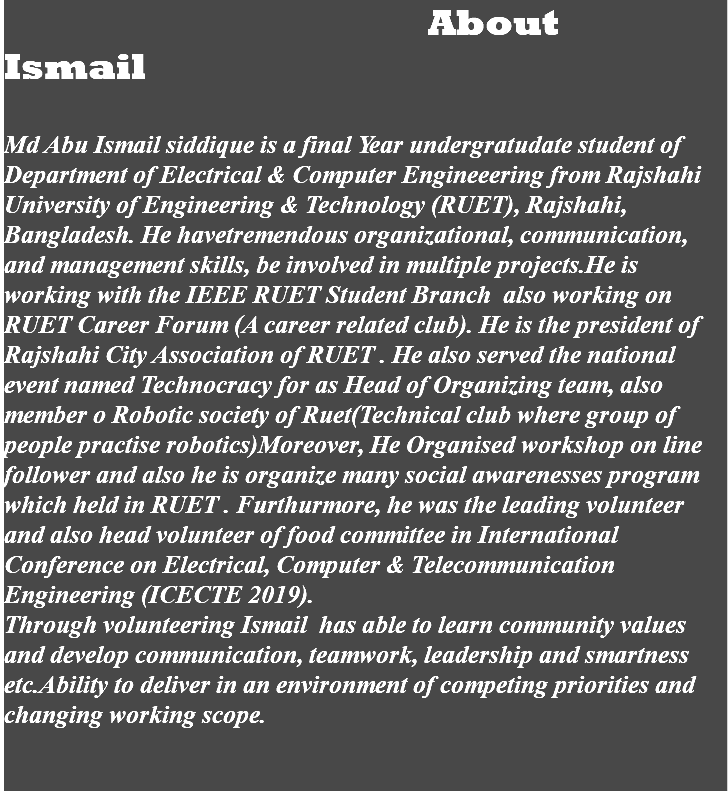 About
Ismail
Md Abu Ismail siddique is a final Year undergratudate student of
Department of Electrical & Computer Engineeering from Rajshahi
University of Engineering & Technology (RUET), Rajshahi,
Bangladesh. He havetremendous organizational, communication,
and management skills, be involved in multiple projects.He is
working with the IEEE RUET Student Branch also working on
RUET Career Forum (A career related club). He is the president of
Rajshahi City Association of RUET . He also served the national
event named Technocracy for as Head of Organizing team, also
member o Robotic society of Ruet(Technical club where group of
people practise robotics)Moreover, He Organised workshop on line
follower and also he is organize many social awarenesses program
which held in RUET . Furthurmore, he was the leading volunteer
and also head volunteer of food committee in International
Conference on Electrical, Computer & Telecommunication
Engineering (ICECTE 2019).
Through volunteering Ismail has able to learn community values
and develop communication, teamwork, leadership and smartness
etc.Ability to deliver in an environment of competing priorities and
changing working scope.